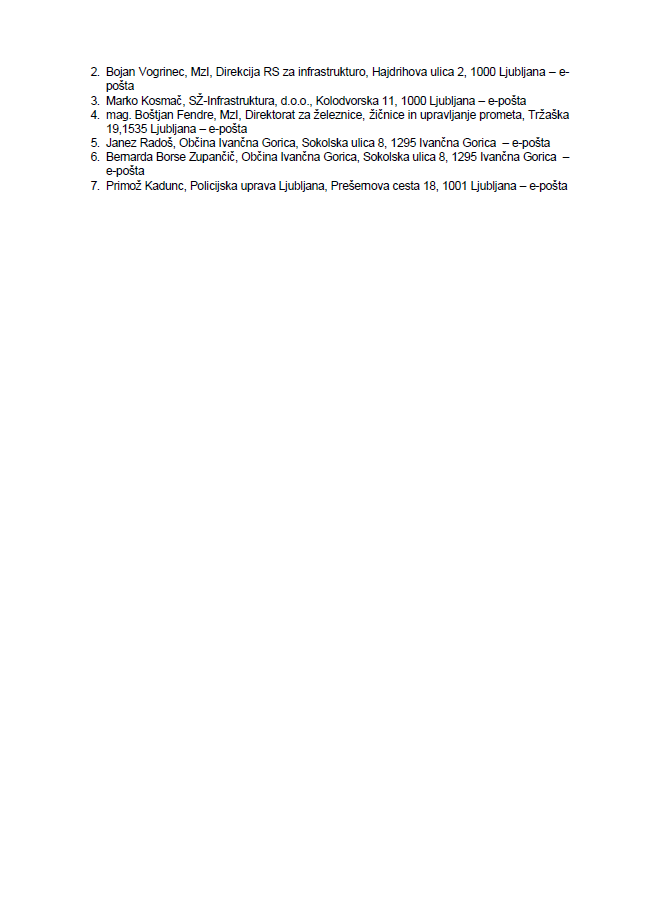 2. Bojan Vogrinec, MzI, Direkcija RS za infrastrukturo, Hajdrihova ulica 2, 1000 Ljubljana – e-
pošta
3. Marko Kosmač, SŽ-Infrastruktura, d.o.o., Kolodvorska 11, 1000 Ljubljana – e-pošta
4. mag. Boštjan Fendre, MzI, Direktorat za železnice, žičnice in upravljanje prometa, Tržaška
19,1535 Ljubljana – e-pošta
5. Janez Radoš, Občina Ivančna Gorica, Sokolska ulica 8, 1295 Ivančna Gorica – e-pošta
6. Bernarda Borse Zupančič, Občina Ivančna Gorica, Sokolska ulica 8, 1295 Ivančna Gorica –
e-pošta
7. Primož Kadunc, Policijska uprava Ljubljana, Prešernova cesta 18, 1001 Ljubljana – e-pošta